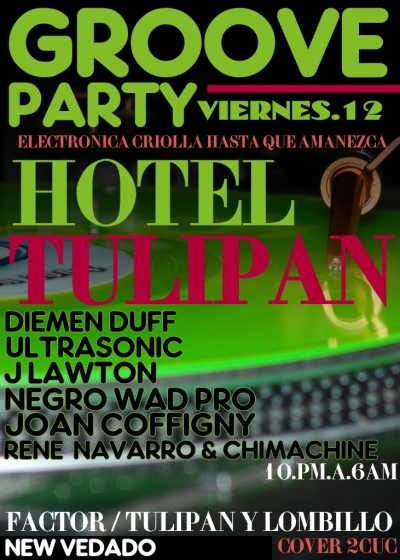 GROOVE
PARTY VIERNES.12
ELECTRONICA CRIOLLA HASTA QUE AMANEZCA
HOTEL
TULIPAN
DIEMEN DUFF
ULTRASONIC
J LAWTON
NEGRO WAD PRO
JOAN COFFIGNY
RENE NAVARRO & CHIMACHINE
10.PM.A.6AM
FACTOR / TULIPAN Y LOMBILLO
NEW VEDADO COVER 2CUC